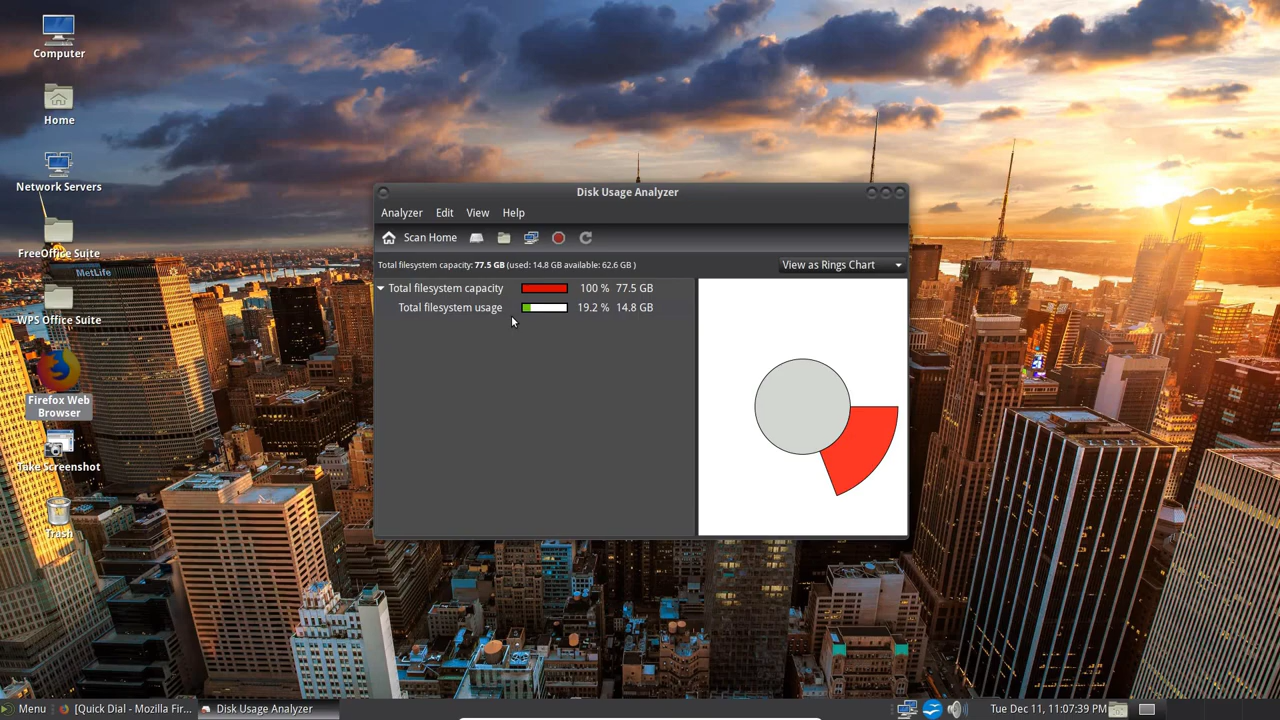 Computer
Home
Network Servers
FreeOffice Suite
WPS Office Suite
Firefox Web
Browser
Take Screenshot
Trash
MetLife
Disk Usage Analyzer
Analyzer Edit View Help
Scan Home
Total filesystem capacity: 77.5 GB (used: 14.8 GB available: 62.6 GB )
View as Rings Chart
Total filesystem capacity 100 % 77.5 GB
Total filesystem usage 19.2 % 14.8 GB
Menu
[Quick Dial - Mozilla Fir...
Disk Usage Analyzer
Tue Dec 11, 11:07:39 PM